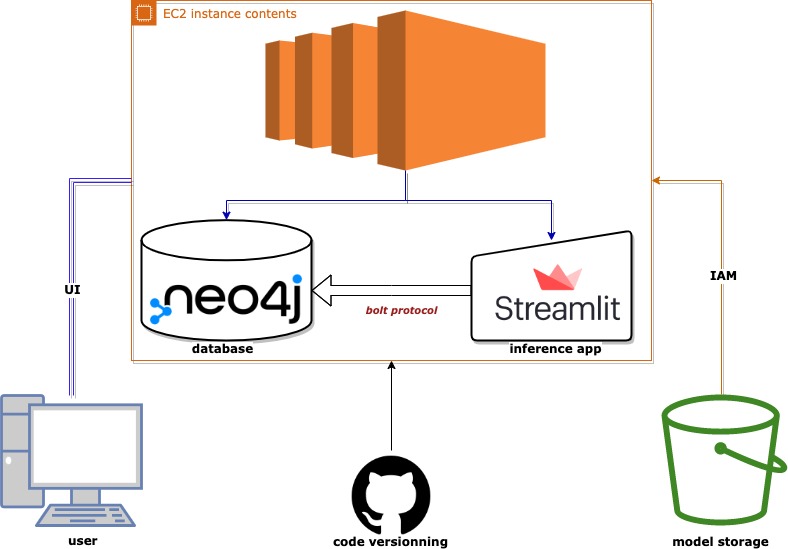 EC2 instance contents
UI
IAM
neo4j
Streamlit
bolt protocol
database
inference app
user
code versionning
model storage